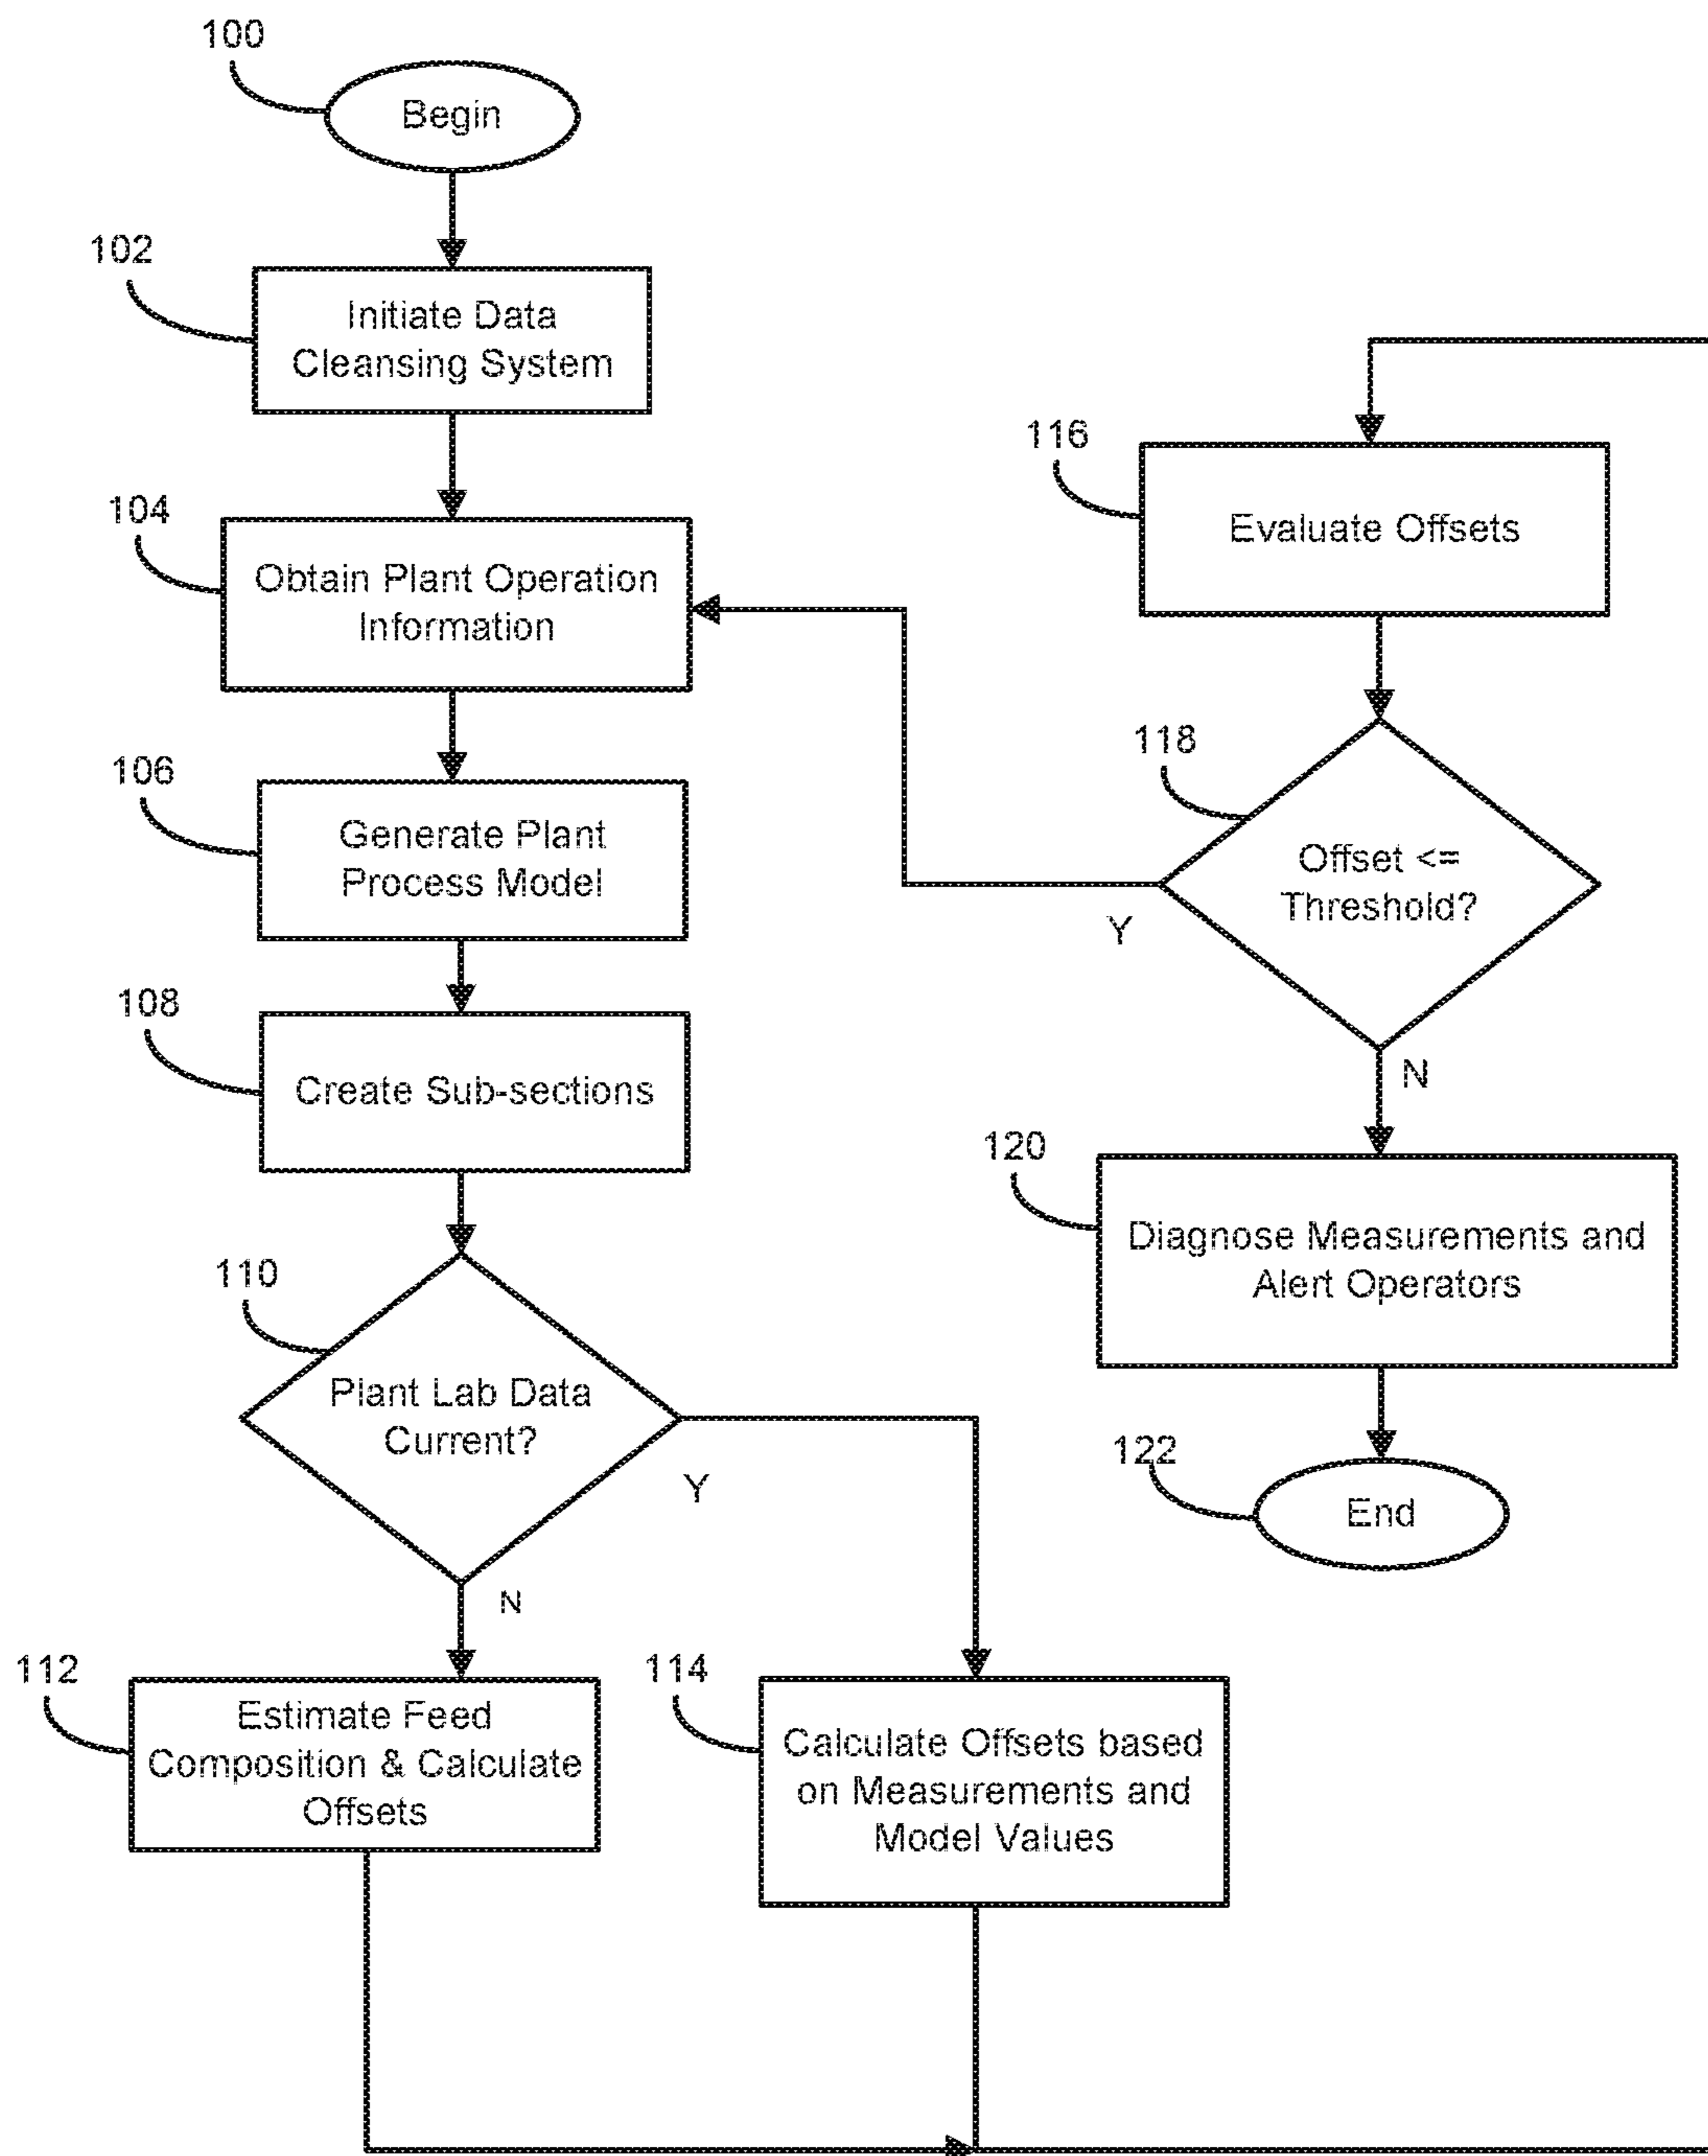 100
Begin
102
Initiate Data
Cleansing System
104
Obtain Plant Operation
Information
106
Generate Plant
Process Model
108
Create Sub-sections
110
Plant Lab Data
Current?
Y
N
112
Estimate Feed
Composition & Calculate
Offsets
114
Calculate Offsets based
on Measurements and
Model Values
116
Evaluate Offsets
118
Offset <=
Threshold?
Y
N
120
Diagnose Measurements and
Alert Operators
122
End